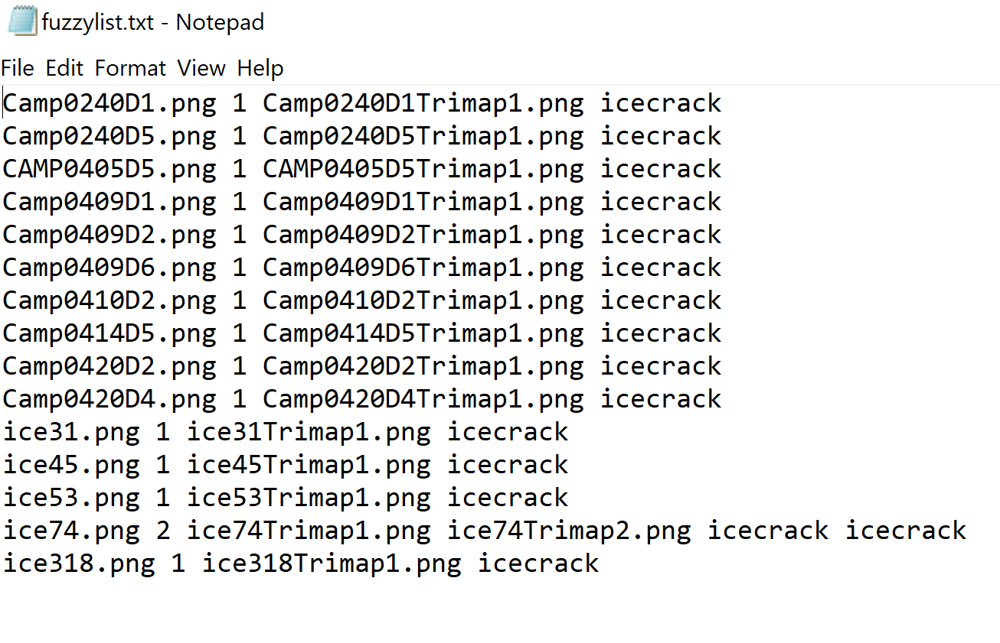 fuzzylist.txt - Notepad
File Edit Format View Help
Camp0240D1.png 1 Camp0240D1Trimap1.png icecrack
Camp0240D5.png 1 Camp0240D5Trimap1.png icecrack
CAMP0405D5.png 1 CAMP0405D5Trimap1.png icecrack
Camp0409D1.png 1 Camp0409D1Trimap1.png icecrack
Camp0409D2.png 1 Camp0409D2Trimap1.png icecrack
Camp0409D6.png 1 Camp0409D6Trimap1.png icecrack
Camp0410D2.png 1 Camp0410D2Trimap1.png icecrack
Camp0414D5.png 1 Camp0414D5Trimap1.png icecrack
Camp0420D2.png 1 Camp0420D2Trimap1.png icecrack
Camp0420D4.png 1 Camp0420D4Trimap1.png icecrack
ice31.png 1 ice31Trimap1.png icecrack
ice45.png 1 ice45Trimap1.png icecrack
ice53.png 1 ice53Trimap1.png icecrack
ice74.png 2 ice74Trimap1.png ice74Trimap2.png icecrack icecrack
ice318.png 1 ice318Trimap1.png icecrack